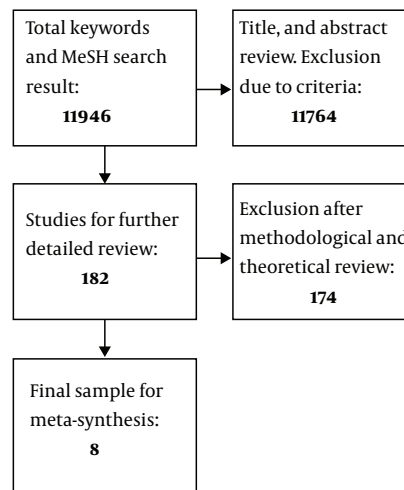 Total keywords
and MeSH search
result:
11946
Title, and abstract
review. Exclusion
due to criteria:
11764
Studies for further
detailed review:
182
Exclusion after
methodological and
theoretical review:
174
Final sample for
meta-synthesis:
8